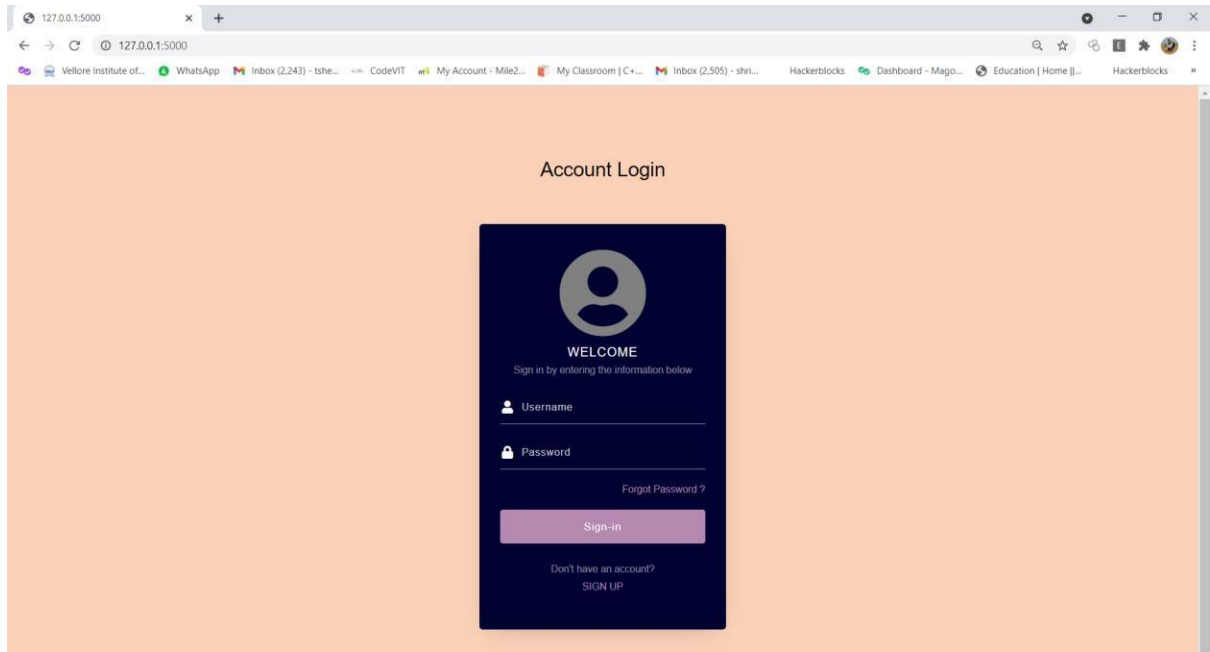 127.0.0.1:5000
127.0.0.1:5000
Vellore Institute of... WhatsApp Inbox (2,243) - tshe... CodeVIT My Account - Mile2... My Classroom | C+... Inbox (2,505) - shri... Hackerblocks Dashboard - Mago... Education | Home ||... Hackerblocks »
Account Login
WELCOME
Sign in by entering the information below
Username
Password
Forgot Password ?
Sign-in
Don't have an account?
SIGN UP